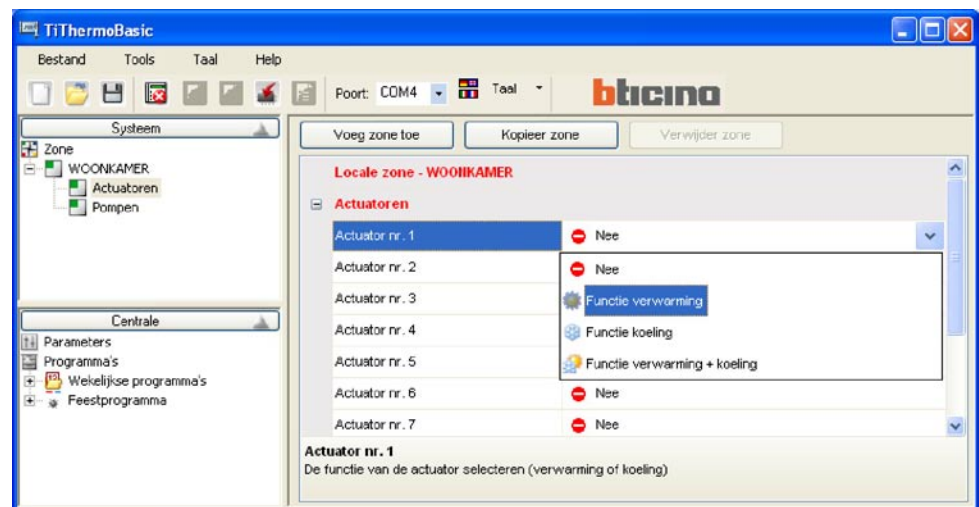 TiThermoBasic
Bestand Tools Taal Help
Poort: COM4 Taal bticino
Systeem
Zone
WOONKAMER
Actuatoren
Pompen
Centrale
Parameters
Programma's
Wekelijkse programma's
Feestprogramma
Voeg zone toe Kopieer zone Verwijder zone
Locale zone - WOONKAMER
Actuatoren
Actuator nr. 1 Nee
Actuator nr. 2 Nee
Actuator nr. 3 Functie verwarming
Actuator nr. 4 Functie koeling
Actuator nr. 5 Functie verwarming + koeling
Actuator nr. 6 Nee
Actuator nr. 7 Nee
Actuator nr. 1
De functie van de actuator selecteren (verwarming of koeling)